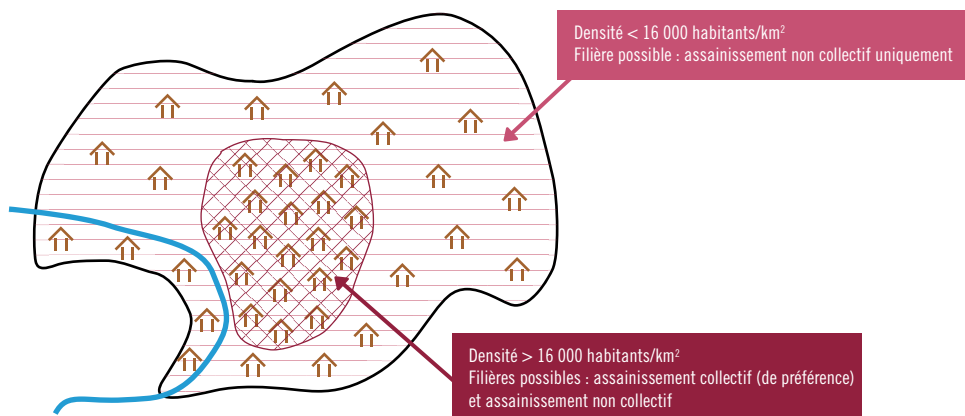 Densité < 16 000 habitants/km²
Filière possible : assainissement non collectif uniquement
Densité > 16 000 habitants/km²
Filières possibles : assainissement collectif (de préférence)
et assainissement non collectif